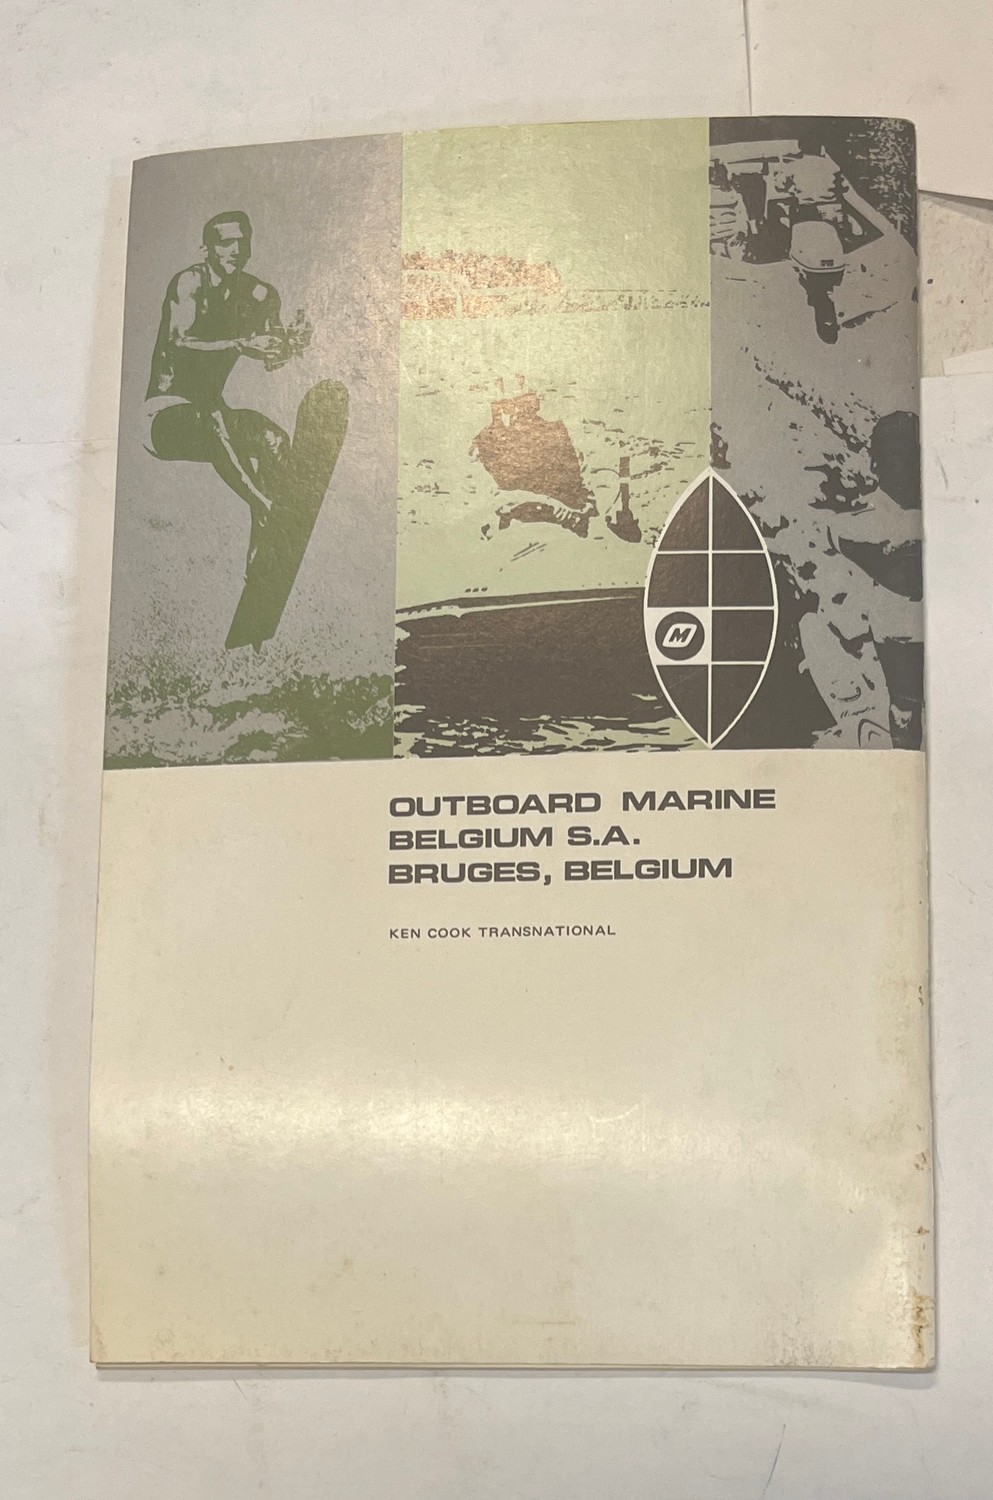 M
OUTBOARD MARINE
BELGIUM S.A.
BRUGES, BELGIUM
KEN COOK TRANSNATIONAL